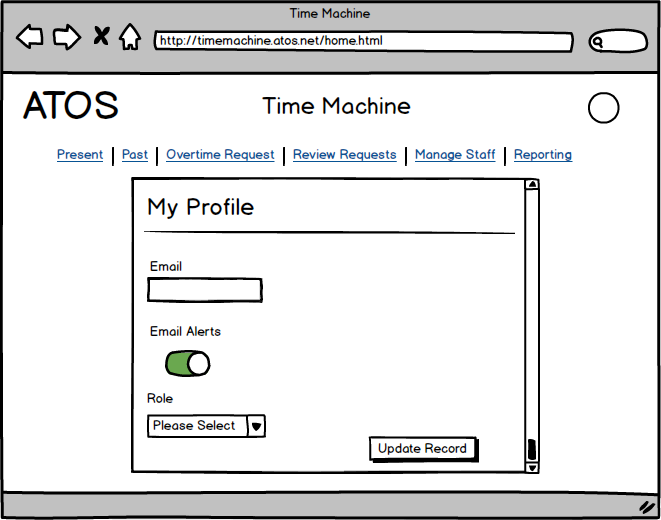 Time Machine
http://timemachine.atos.net/home.html
ATOS
Time Machine
Present | Past | Overtime Request | Review Requests | Manage Staff | Reporting
My Profile
Email
Email Alerts
Role
Please Select
Update Record